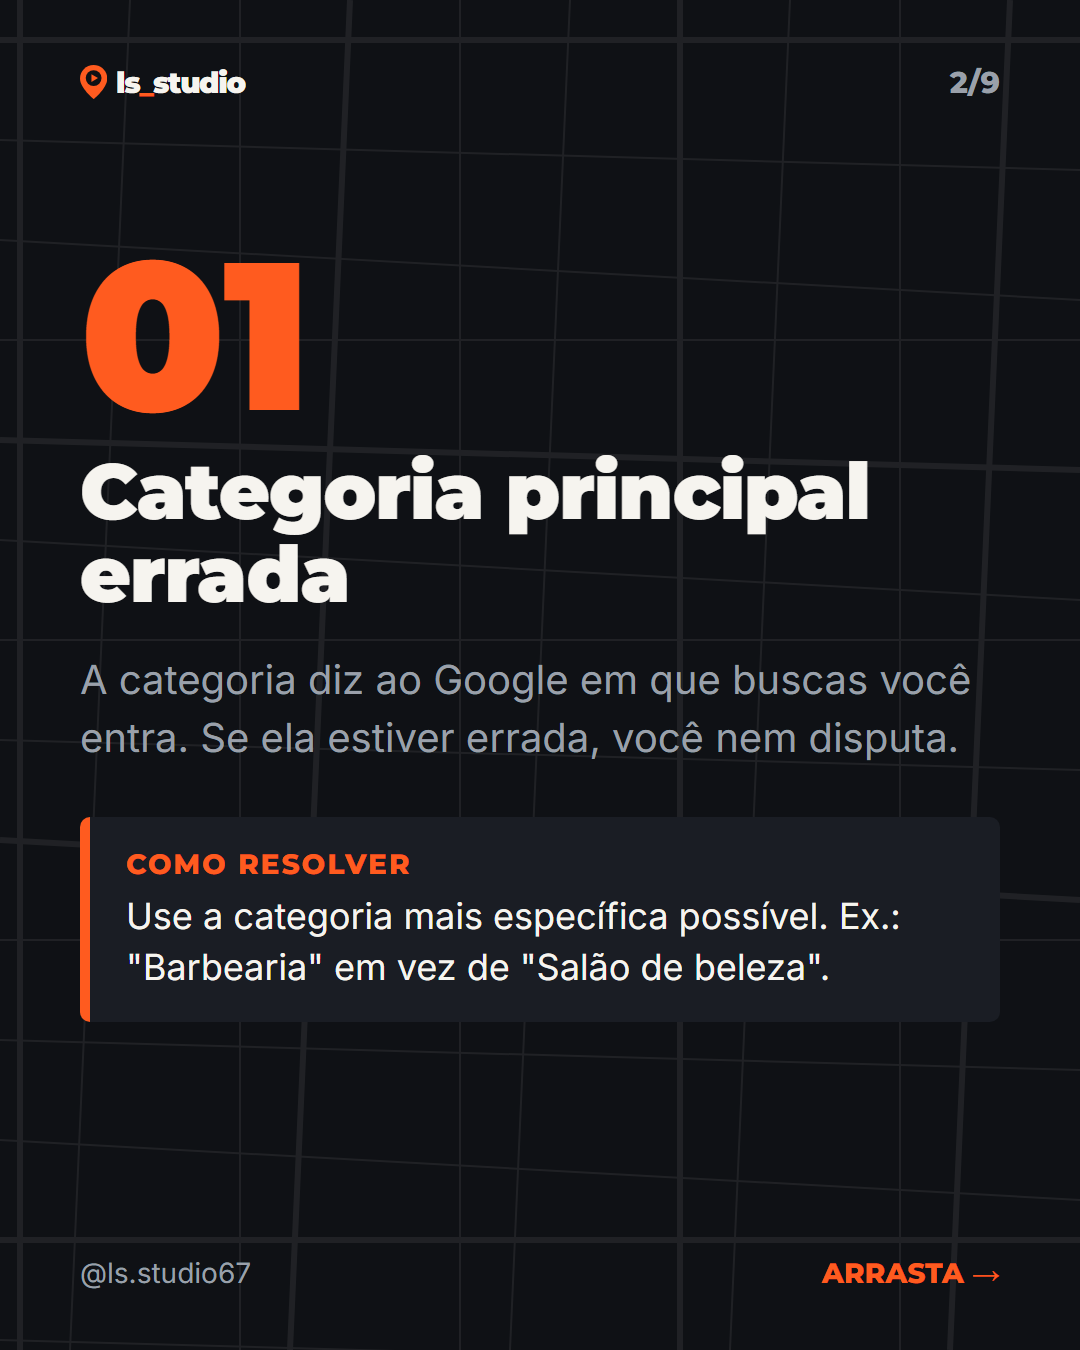 ls_studio
2/9
01
Categoria principal
errada
A categoria diz ao Google em que buscas você
entra. Se ela estiver errada, você nem disputa.
COMO RESOLVER
Use a categoria mais específica possível. Ex.:
"Barbearia" em vez de "Salão de beleza".
@ls.studio67
ARRASTA →